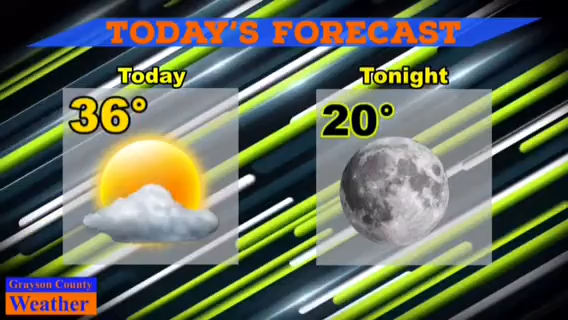 TODAY'S FORECAST
Today
Tonight
36°
20°
Grayson County
Weather